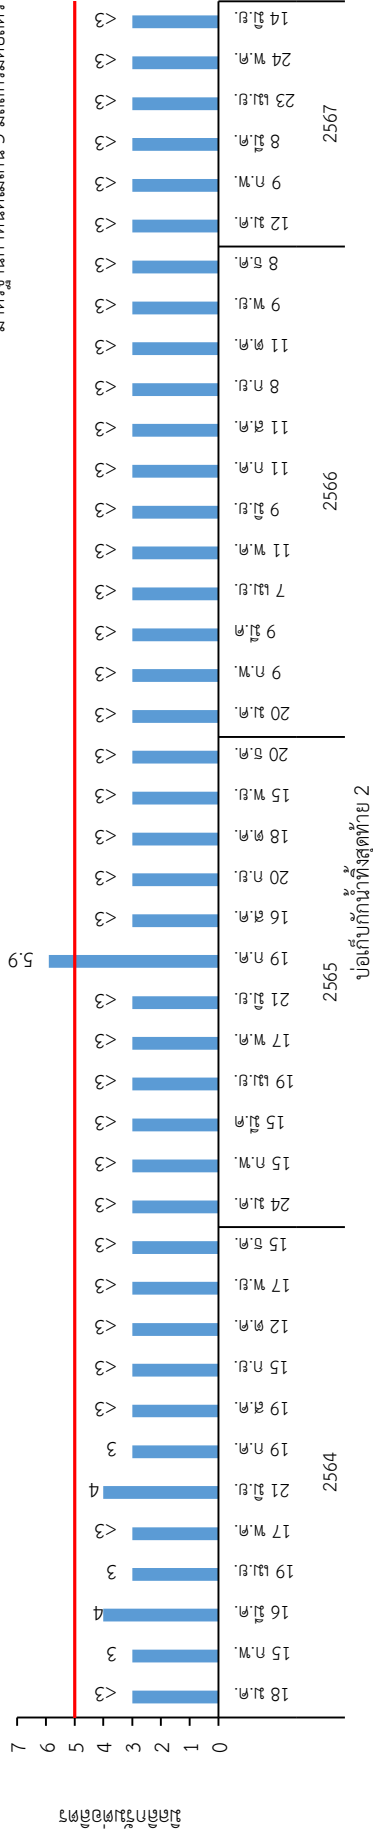 มิลลิกรัมต่อลิตร
7
6
5
4
3
2
1
0
<3 3 4 3 <3 4 3 <3 <3 <3 <3 <3 <3 <3 <3 <3 <3 <3 5.9 <3 <3 <3 <3 <3 <3 <3 <3 <3 <3 <3 <3 <3 <3 <3 <3 <3 <3 <3 <3 <3 <3 <3
18 ม.ค. 15 ก.พ. 16 มี.ค. 19 เม.ย. 17 พ.ค. 21 มิ.ย. 19 ก.ค. 19 ส.ค. 15 ก.ย. 12 ต.ค. 17 พ.ย. 15 ธ.ค. 24 ม.ค. 15 ก.พ. 15 มี.ค 19 เม.ย. 17 พ.ค. 21 มิ.ย. 19 ก.ค. 16 ส.ค. 20 ก.ย. 18 ต.ค. 15 พ.ย. 20 ธ.ค. 20 ม.ค. 9 ก.พ. 9 มี.ค 7 เม.ย. 11 พ.ค. 9 มิ.ย. 11 ก.ค. 11 ส.ค. 8 ก.ย. 11 ต.ค. 9 พ.ย. 8 ธ.ค. 12 ม.ค. 9 ก.พ. 8 มี.ค. 23 เม.ย. 24 พ.ค. 14 มิ.ย.
2564 2565 2566 2567
บ่อเก็บกักน้ำทิ้งสุดท้าย 2